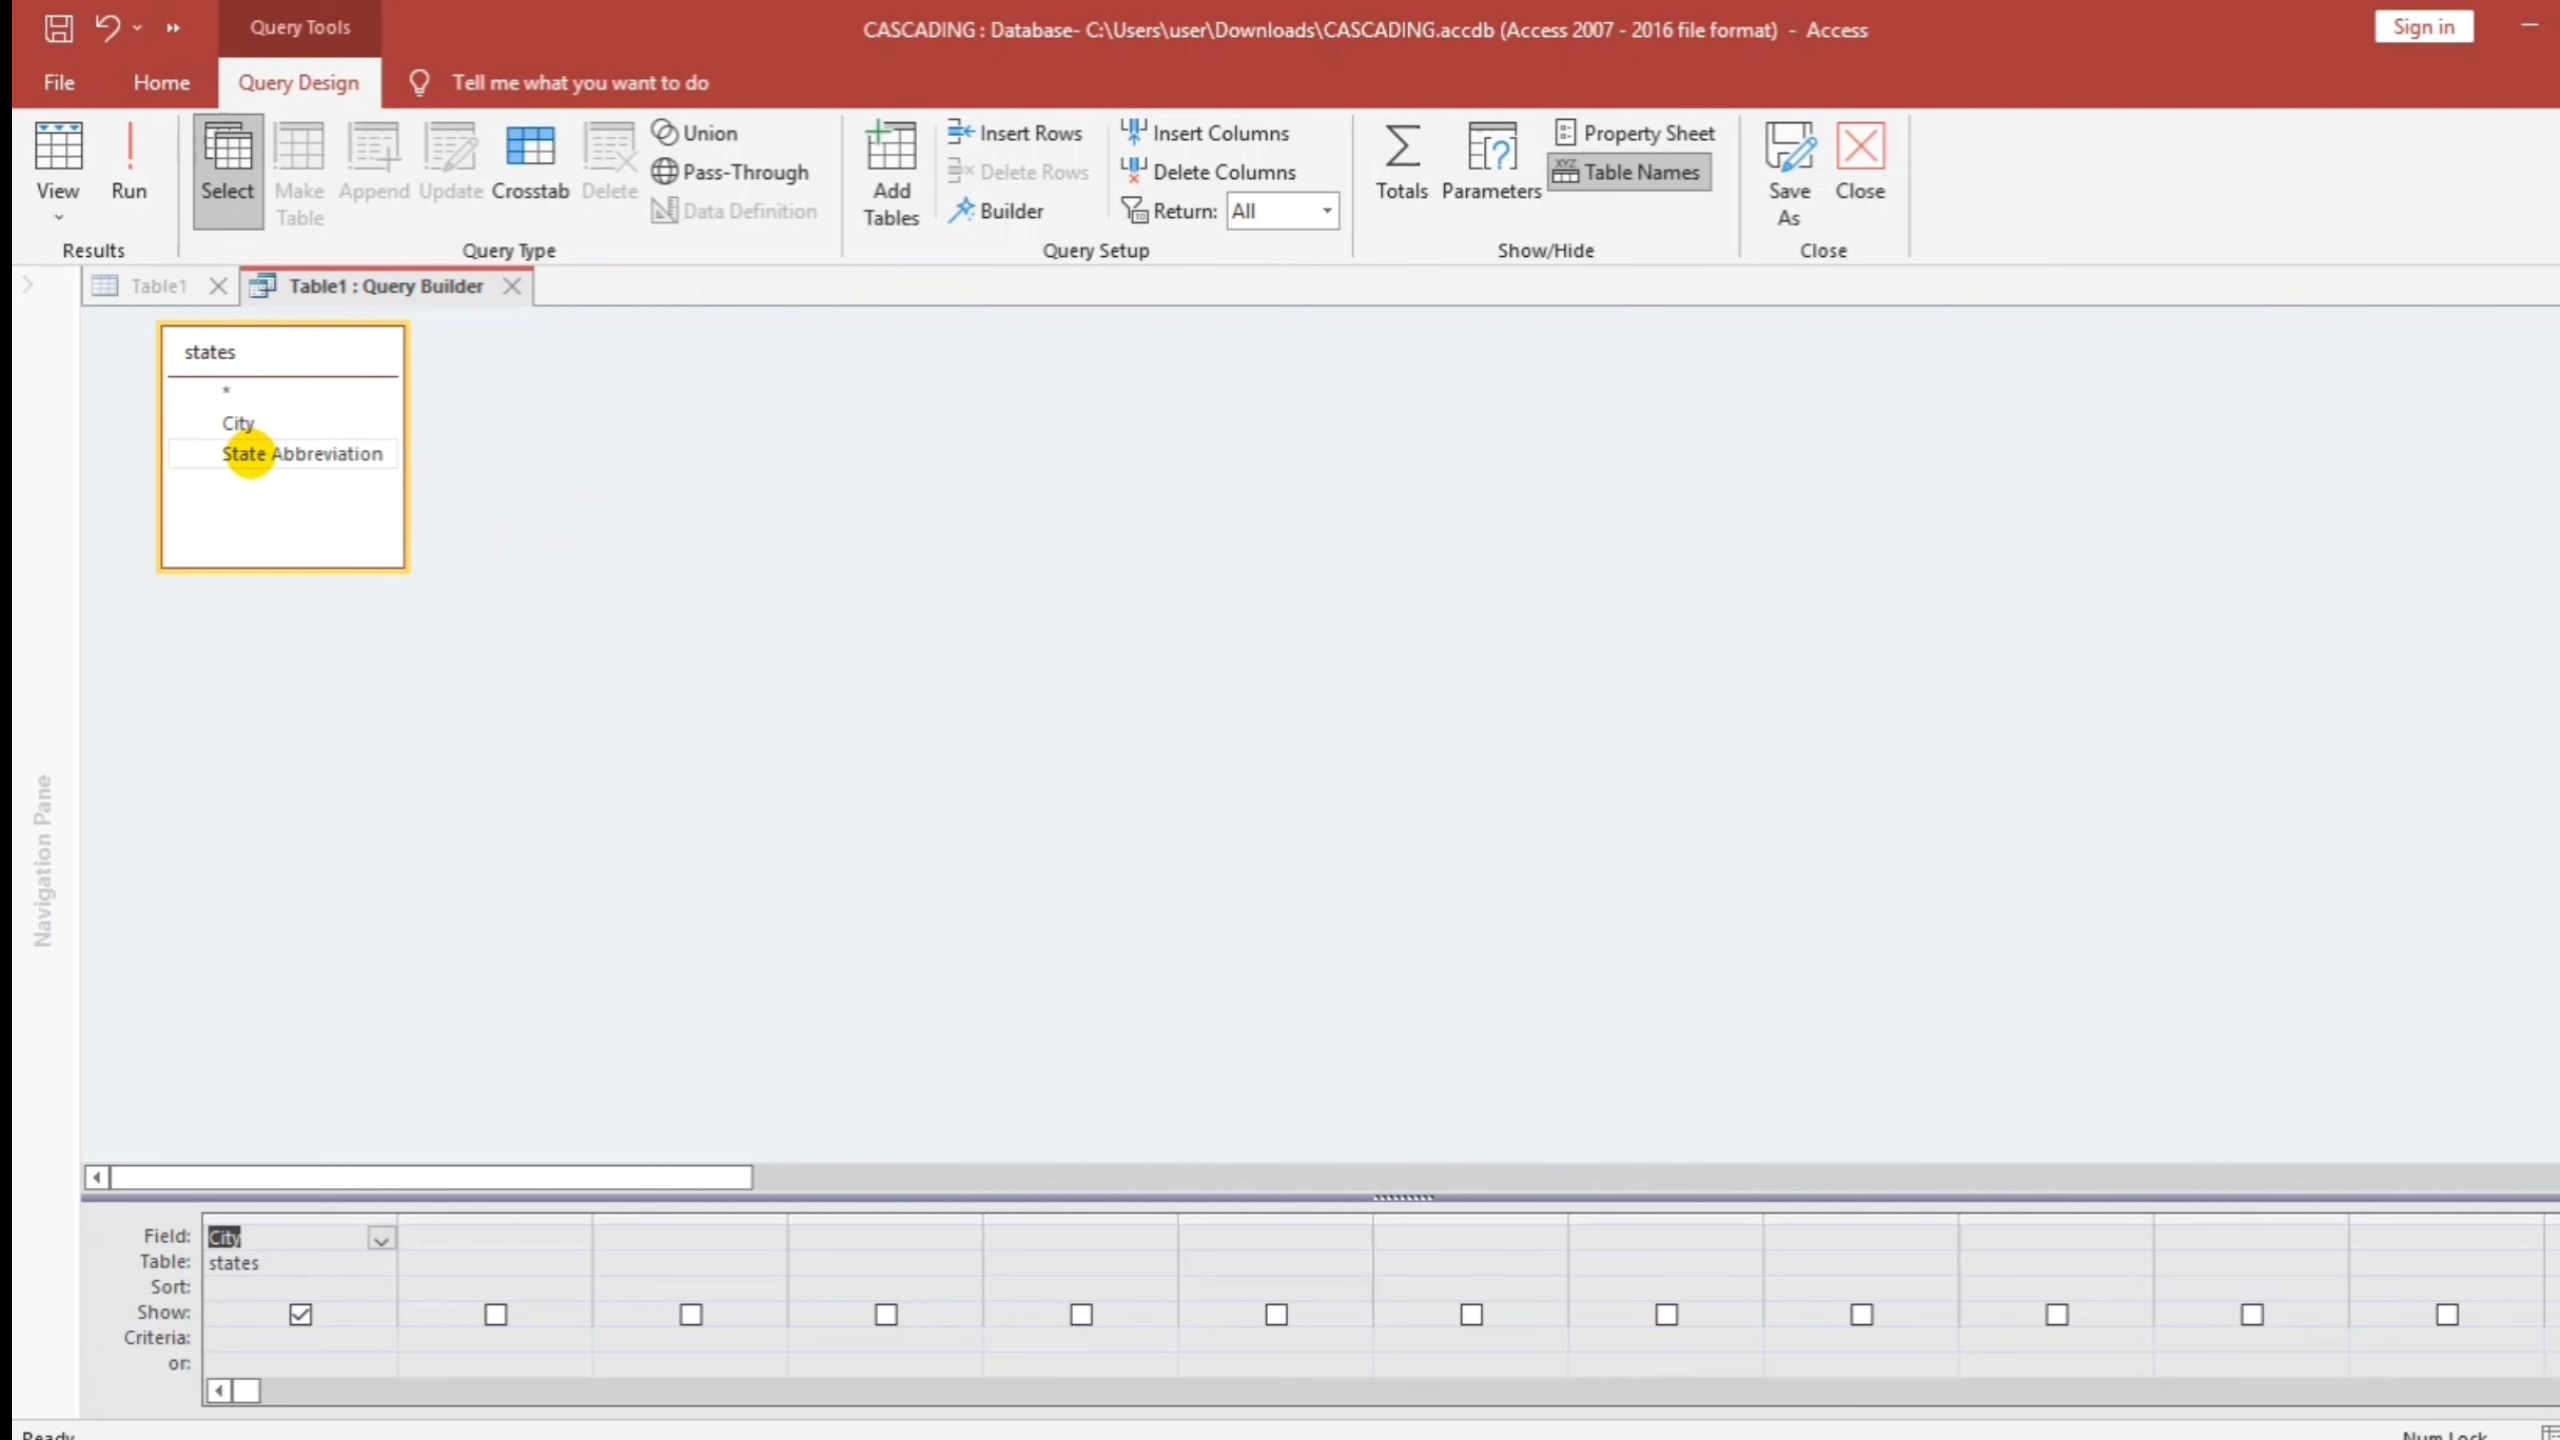 Query Tools
CASCADING : Database- C:\Users\user\Downloads\CASCADING.accdb (Access 2007 - 2016 file format) - Access
Sign in
File Home Query Design Tell me what you want to do
View
Run
Results
Select
Make Table
Append
Update
Crosstab
Delete
Union
Pass-Through
Data Definition
Query Type
Add Tables
Insert Rows
Delete Rows
Builder
Insert Columns
Delete Columns
Return: All
Query Setup
Totals
Parameters
Property Sheet
XYZ Table Names
Show/Hide
Save As
Close
Close
Table1
Table1 : Query Builder
states
*
City
State Abbreviation
Navigation Pane
Field: City
Table: states
Sort:
Show:
Criteria:
or:
Ready
Num Lock